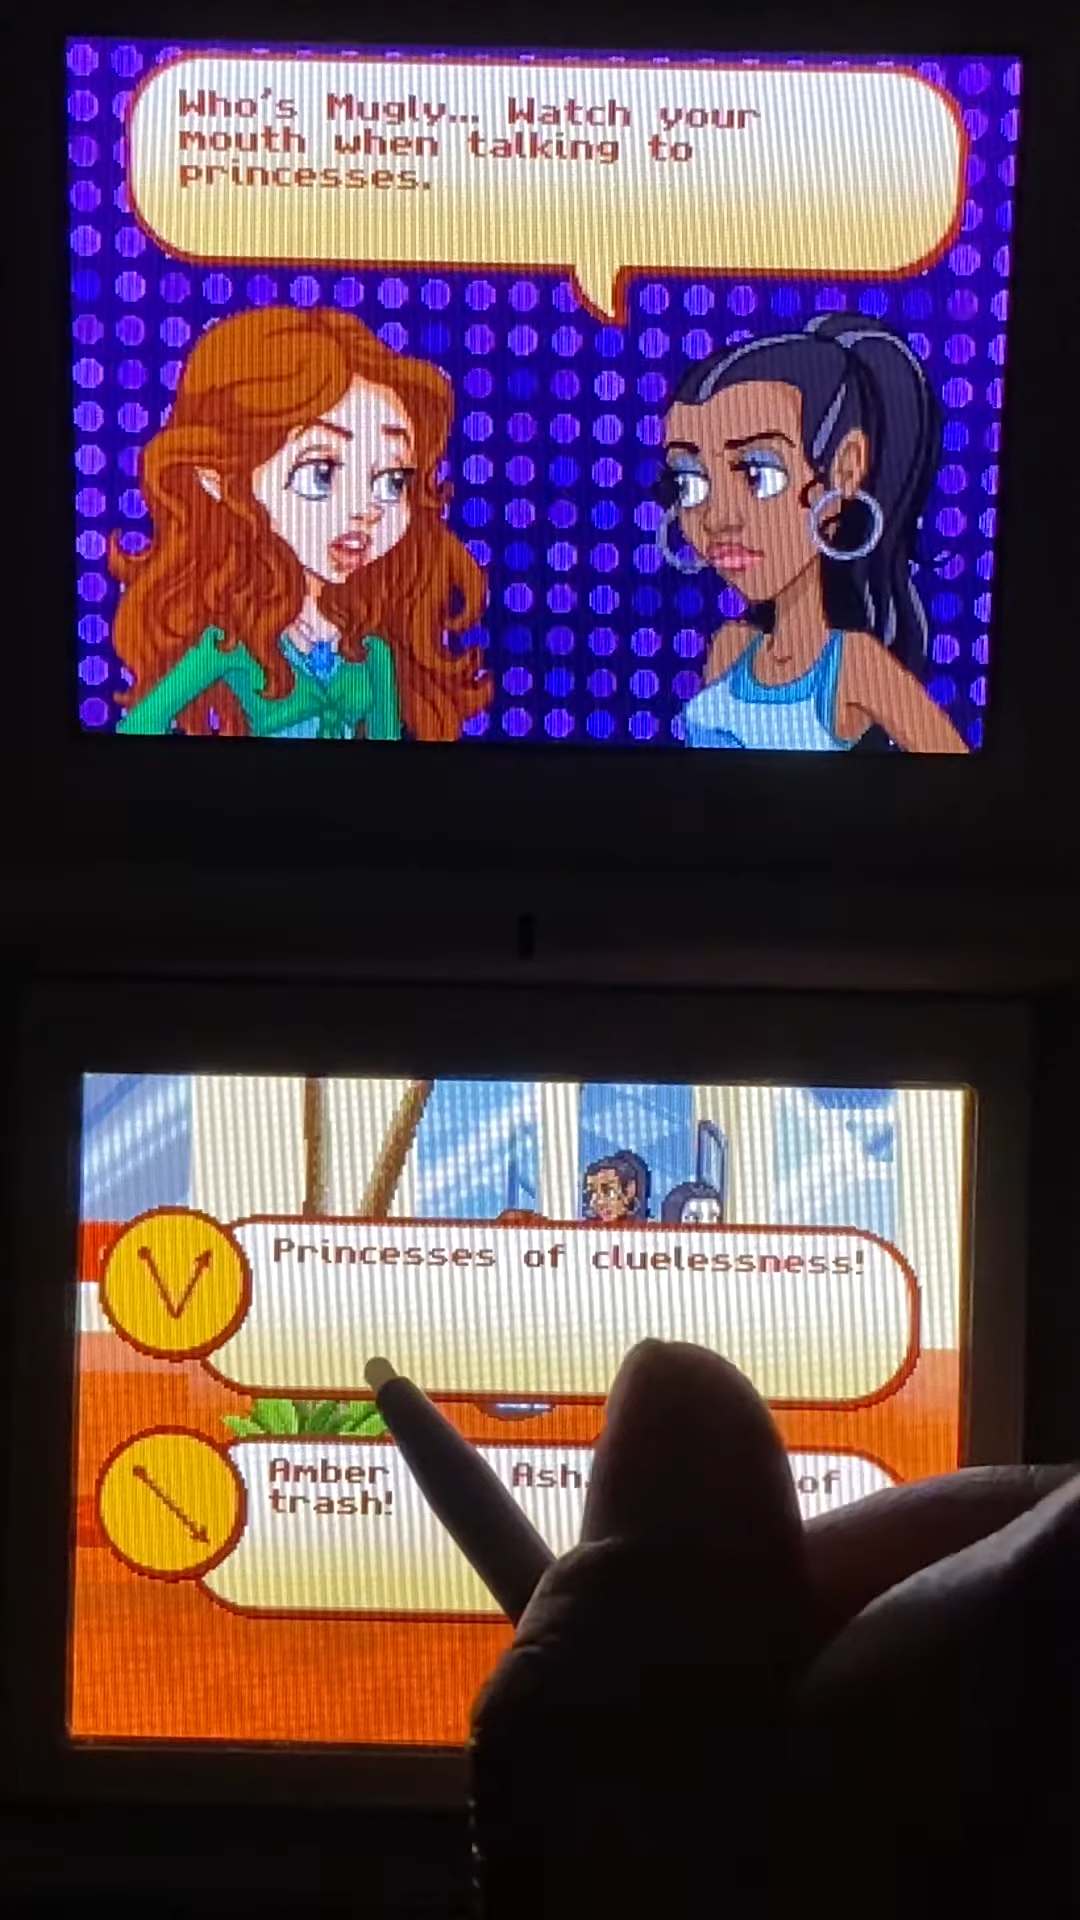 Who's Mugly... Watch your
mouth when talking to
princesses.
Princesses of cluelessness!
Amber Ash. of
trash!